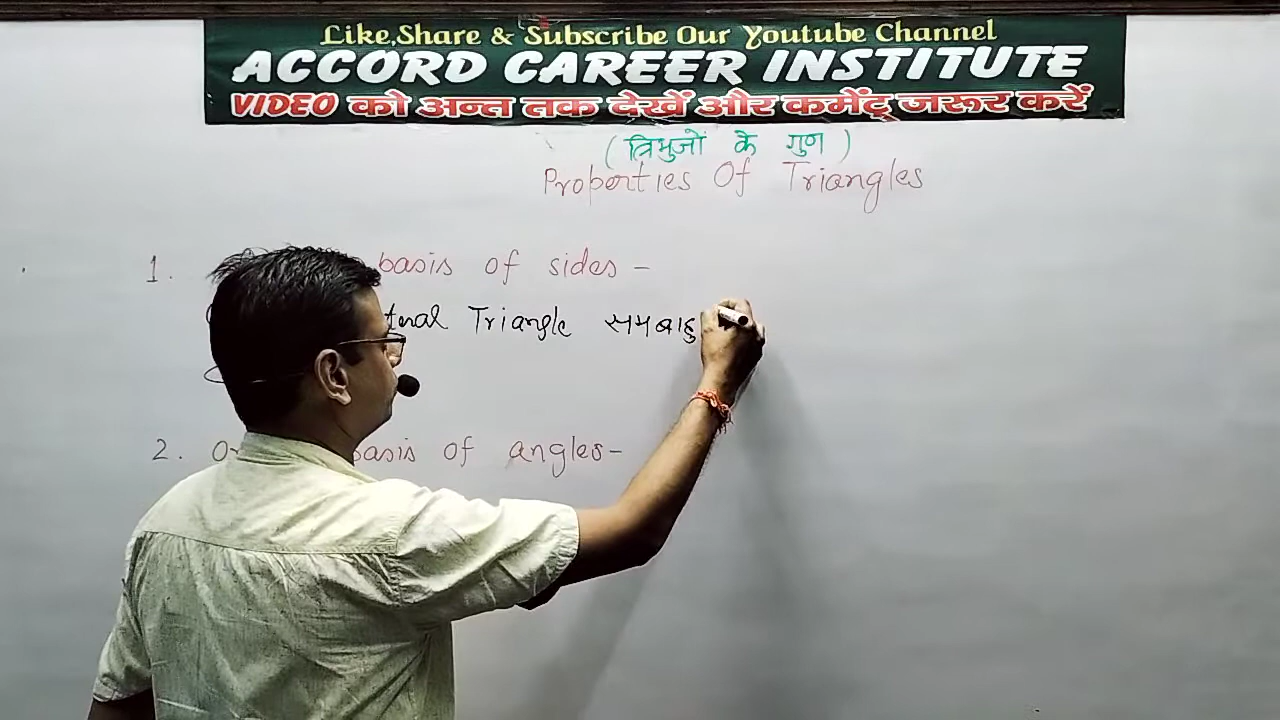 Like,Share & Subscribe Our Youtube Channel
ACCORD CAREER INSTITUTE
VIDEO को अन्त तक देखें और कमेंट् जरूर करें
(त्रिभुजों के गुण)
Properties Of Triangles
1. basis of sides -
Triangle समबाहु
2. of angles-